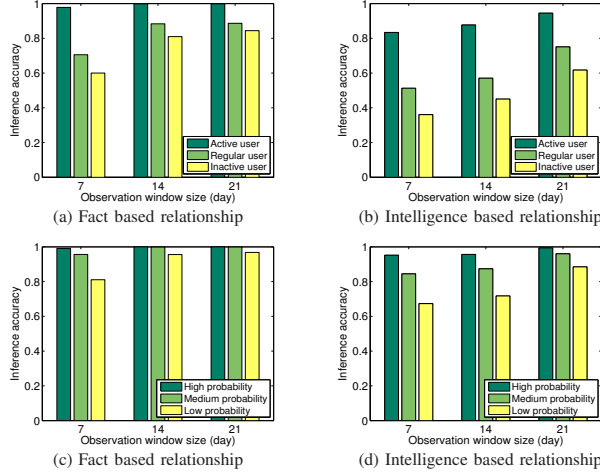 1
0.8
0.6
0.4
0.2
0
Inference accuracy
Active user
Regular user
Inactive user
7 14 21
Observation window size (day)
(a) Fact based relationship
1
0.8
0.6
0.4
0.2
0
Inference accuracy
Active user
Regular user
Inactive user
7 14 21
Observation window size (day)
(b) Intelligence based relationship
1
0.8
0.6
0.4
0.2
0
Inference accuracy
High probability
Medium probability
Low probability
7 14 21
Observation window size (day)
(c) Fact based relationship
1
0.8
0.6
0.4
0.2
0
Inference accuracy
High probability
Medium probability
Low probability
7 14 21
Observation window size (day)
(d) Intelligence based relationship